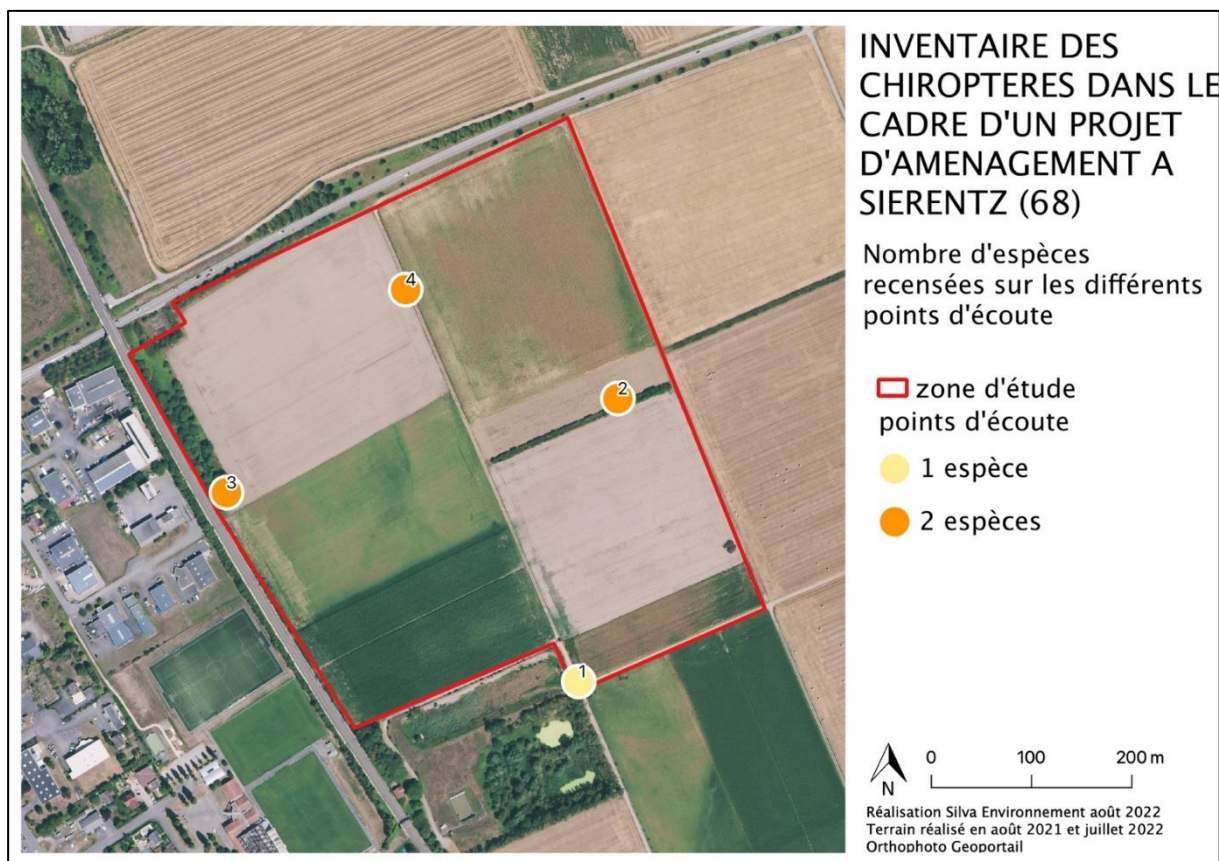 INVENTAIRE DES
CHIROPTERES DANS LE
CADRE D'UN PROJET
D'AMENAGEMENT A
SIERENTZ (68)
Nombre d'espèces
recensées sur les différents
points d'écoute
zone d'étude
points d'écoute
1 espèce
2 espèces
4
2
3
1
N
0 100 200 m
Réalisation Silva Environnement août 2022
Terrain réalisé en août 2021 et juillet 2022
Orthophoto Geoportail